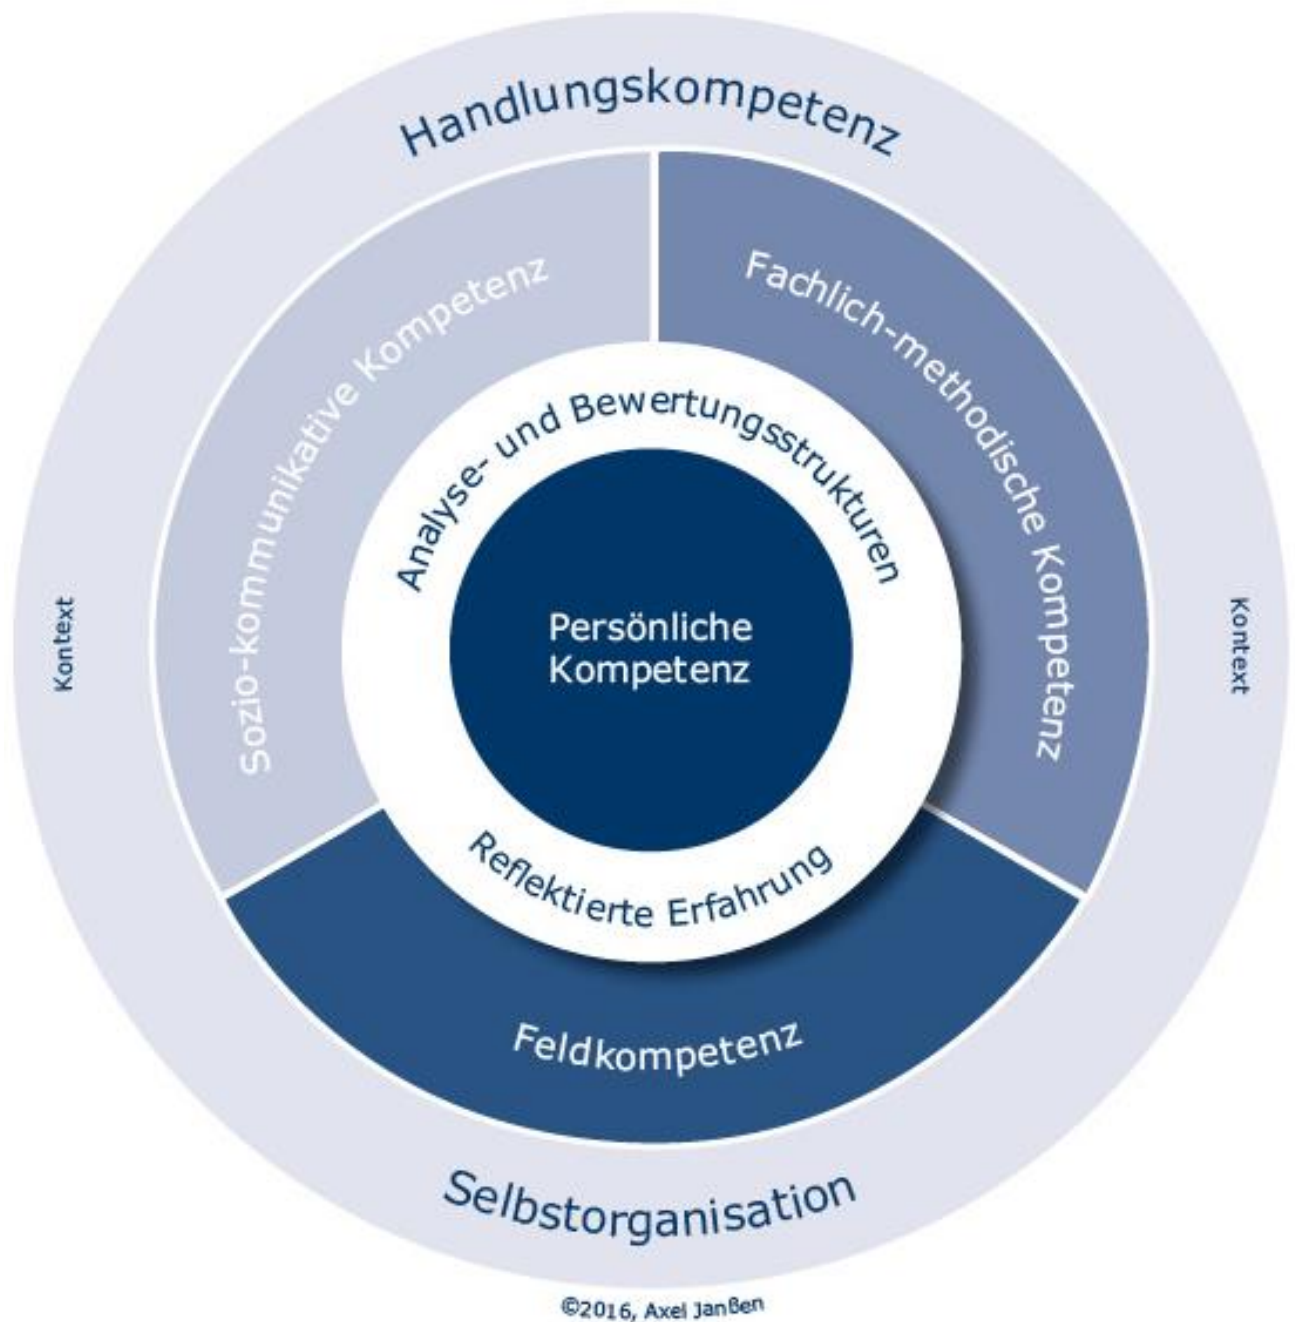 Handlungskompetenz
Sozio-kommunikative Kompetenz
Fachlich-methodische Kompetenz
Analyse- und Bewertungsstrukturen
Persönliche
Kompetenz
Kontext
Kontext
Reflektierte Erfahrung
Feldkompetenz
Selbstorganisation
©2016, Axel Janßen